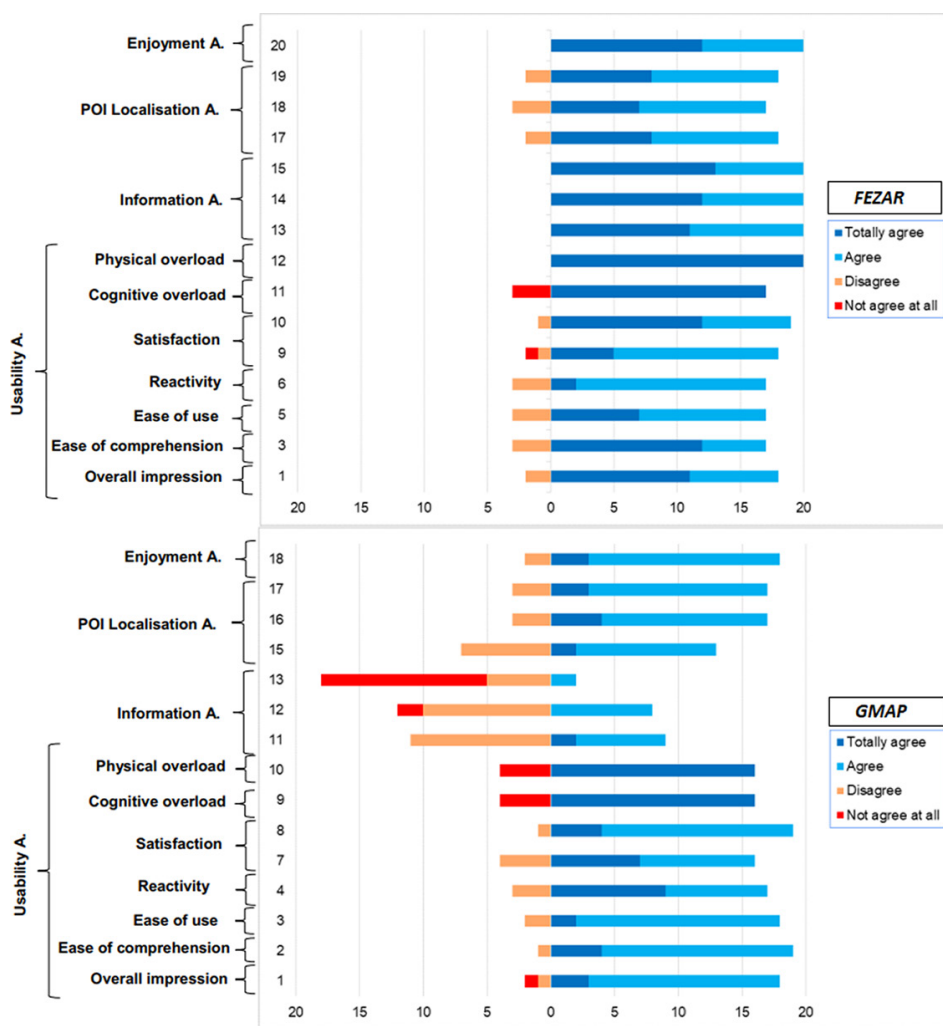 Enjoyment A.
20
19
POI Localisation A.
18
17
15
Information A.
14
13
FEZAR
Totally agree
Agree
Disagree
Not agree at all
Physical overload
12
Cognitive overload
11
10
Satisfaction
9
Usability A.
Reactivity
6
Ease of use
5
Ease of comprehension
3
Overall impression
1
20 15 10 5 0 5 10 15 20
Enjoyment A.
18
17
POI Localisation A.
16
15
13
Information A.
12
11
GMAP
Totally agree
Agree
Disagree
Not agree at all
Physical overload
10
Cognitive overload
9
8
Satisfaction
7
Usability A.
Reactivity
4
Ease of use
3
Ease of comprehension
2
Overall impression
1
20 15 10 5 0 5 10 15 20